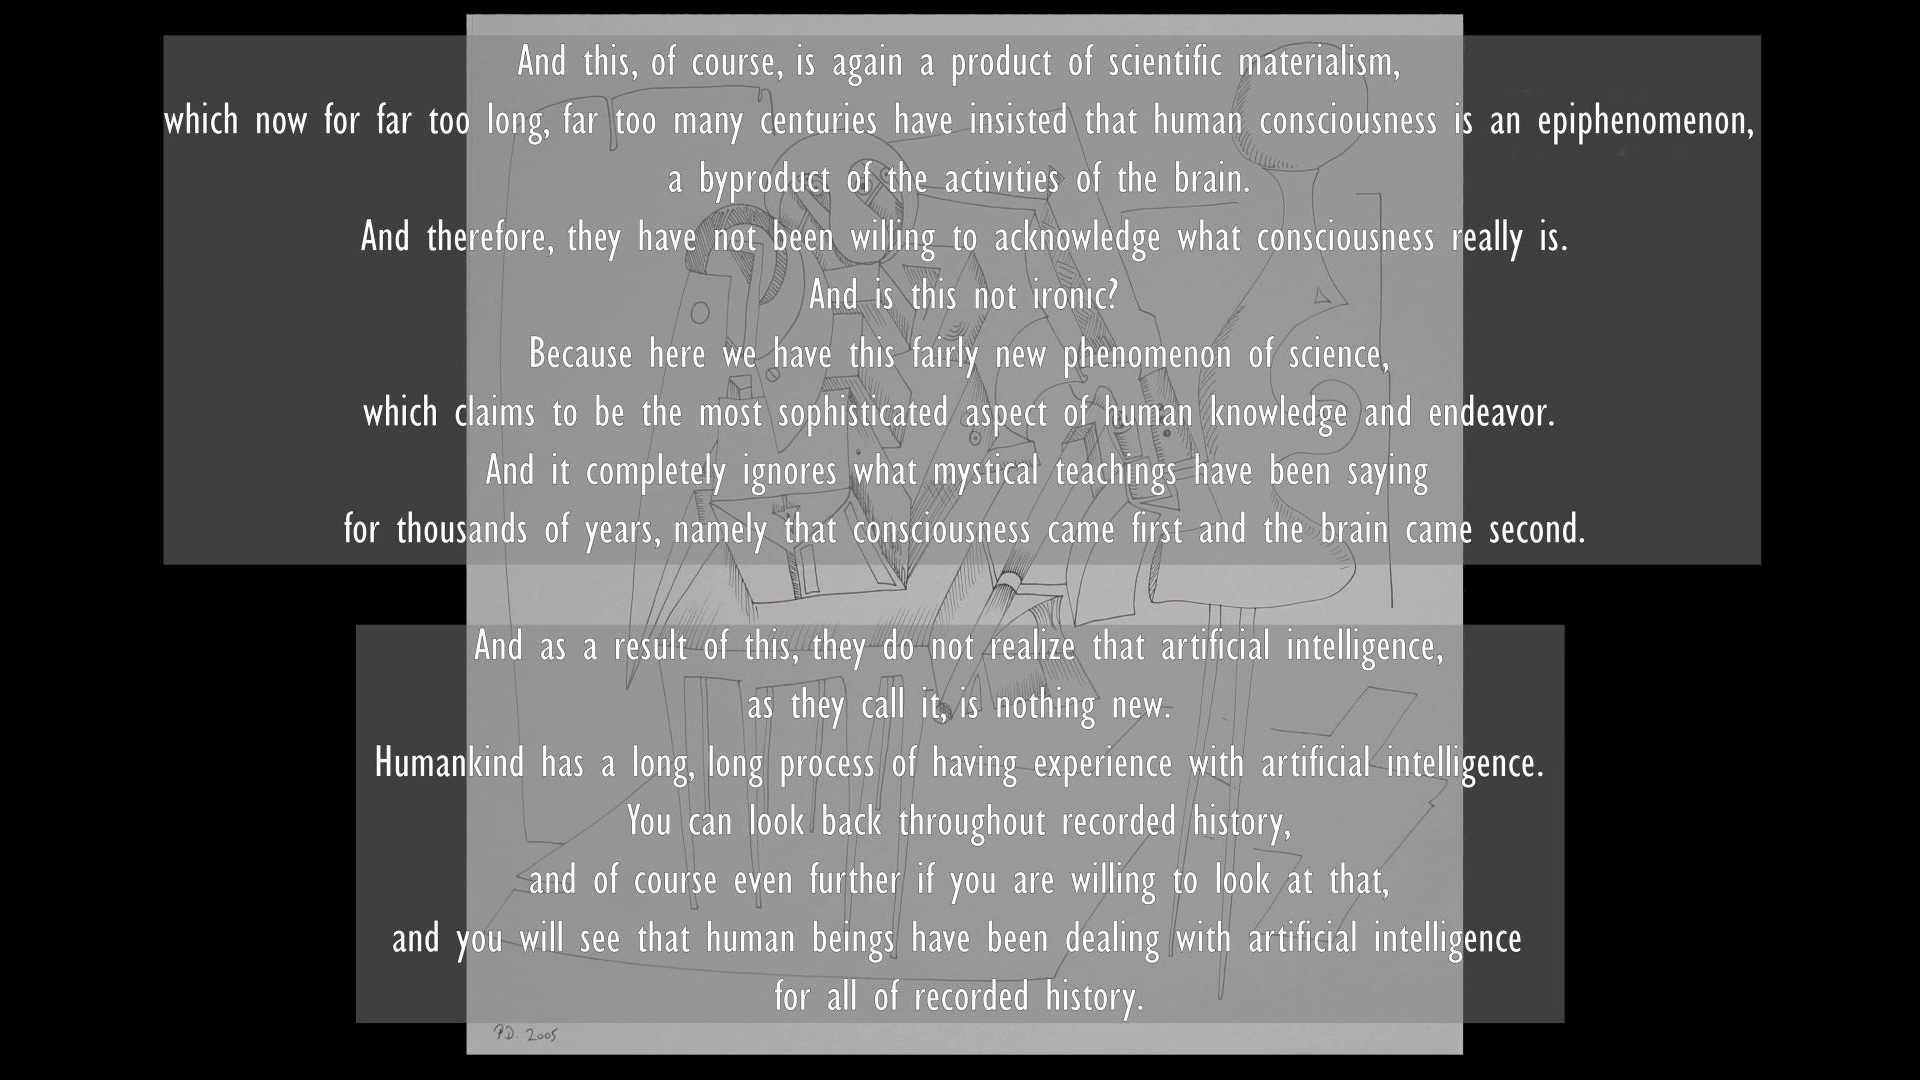 And this, of course, is again a product of scientific materialism,
which now for far too long, far too many centuries have insisted that human consciousness is an epiphenomenon,
a byproduct of the activities of the brain.
And therefore, they have not been willing to acknowledge what consciousness really is.
And is this not ironic?
Because here we have this fairly new phenomenon of science,
which claims to be the most sophisticated aspect of human knowledge and endeavor.
And it completely ignores what mystical teachings have been saying
for thousands of years, namely that consciousness came first and the brain came second.
And as a result of this, they do not realize that artificial intelligence,
as they call it, is nothing new.
Humankind has a long, long process of having experience with artificial intelligence.
You can look back throughout recorded history,
and of course even further if you are willing to look at that,
and you will see that human beings have been dealing with artificial intelligence
for all of recorded history.
P.D. 2005